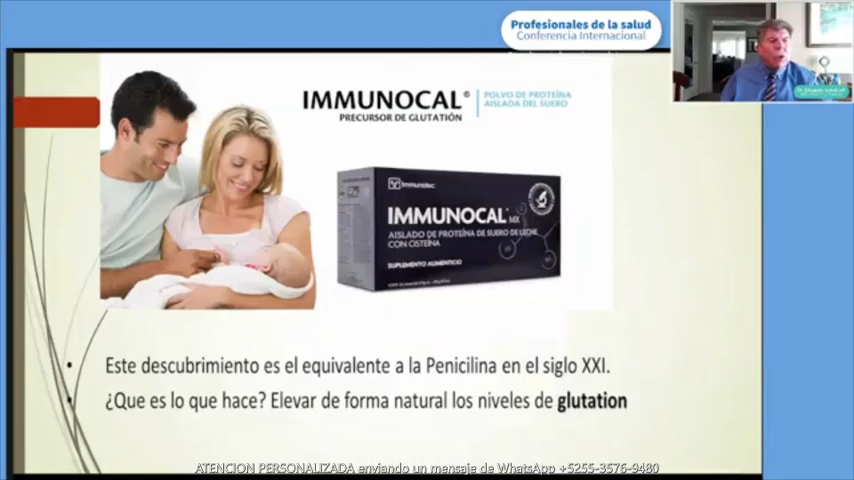 Profesionales de la salud
Conferencia Internacional
IMMUNOCAL®
PRECURSOR DE GLUTATIÓN
POLVO DE PROTEÍNA
AISLADA DEL SUERO
Immunotec
IMMUNOCAL MX
AISLADO DE PROTEÍNA DE SUERO DE LECHE
CON CISTEÍNA
SUPLEMENTO ALIMENTICIO
• Este descubrimiento es el equivalente a la Penicilina en el siglo XXI.
• ¿Que es lo que hace? Elevar de forma natural los niveles de glutation
ATENCION PERSONALIZADA enviando un mensaje de WhatsApp +5255-3576-9480